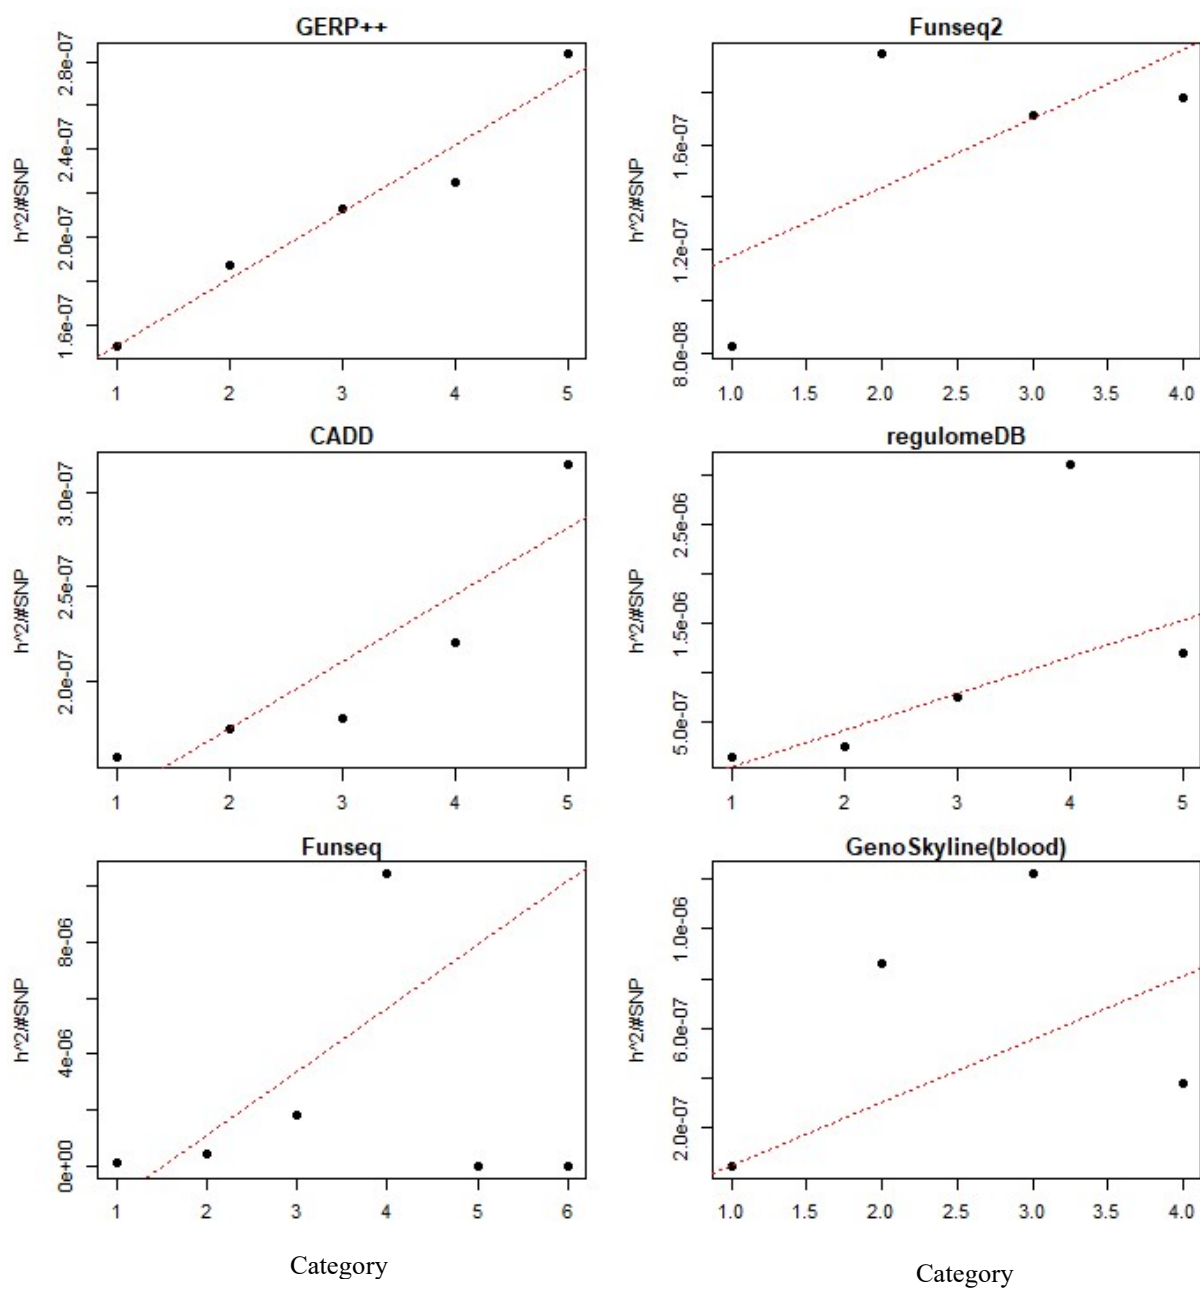 GERP++
h^2/#SNP
1.6e-07 2.0e-07 2.4e-07 2.8e-07
1 2 3 4 5
Funseq2
h^2/#SNP
8.0e-08 1.2e-07 1.6e-07
1.0 1.5 2.0 2.5 3.0 3.5 4.0
CADD
h^2/#SNP
2.0e-07 2.5e-07 3.0e-07
1 2 3 4 5
regulomeDB
h^2/#SNP
5.0e-07 1.5e-06 2.5e-06
1 2 3 4 5
Funseq
h^2/#SNP
0e+00 4e-06 8e-06
1 2 3 4 5 6
Category
GenoSkyline(blood)
h^2/#SNP
2.0e-07 6.0e-07 1.0e-06
1.0 1.5 2.0 2.5 3.0 3.5 4.0
Category